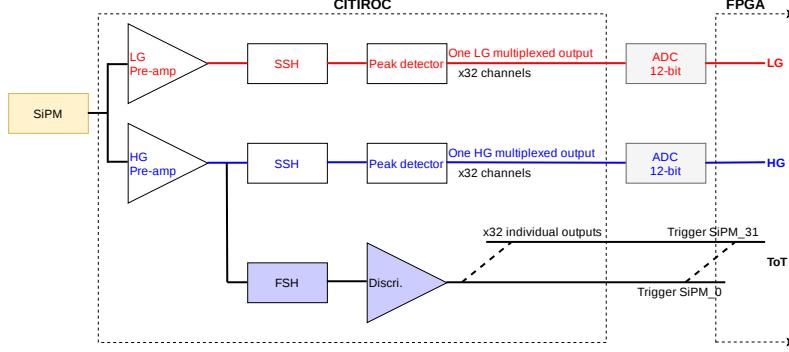 CITIROC
FPGA
LG
Pre-amp
SSH
Peak detector
One LG multiplexed output
x32 channels
ADC
12-bit
LG
SiPM
HG
Pre-amp
SSH
Peak detector
One HG multiplexed output
x32 channels
ADC
12-bit
HG
x32 individual outputs
Trigger SiPM_31
ToT
FSH
Discri.
Trigger SiPM_0